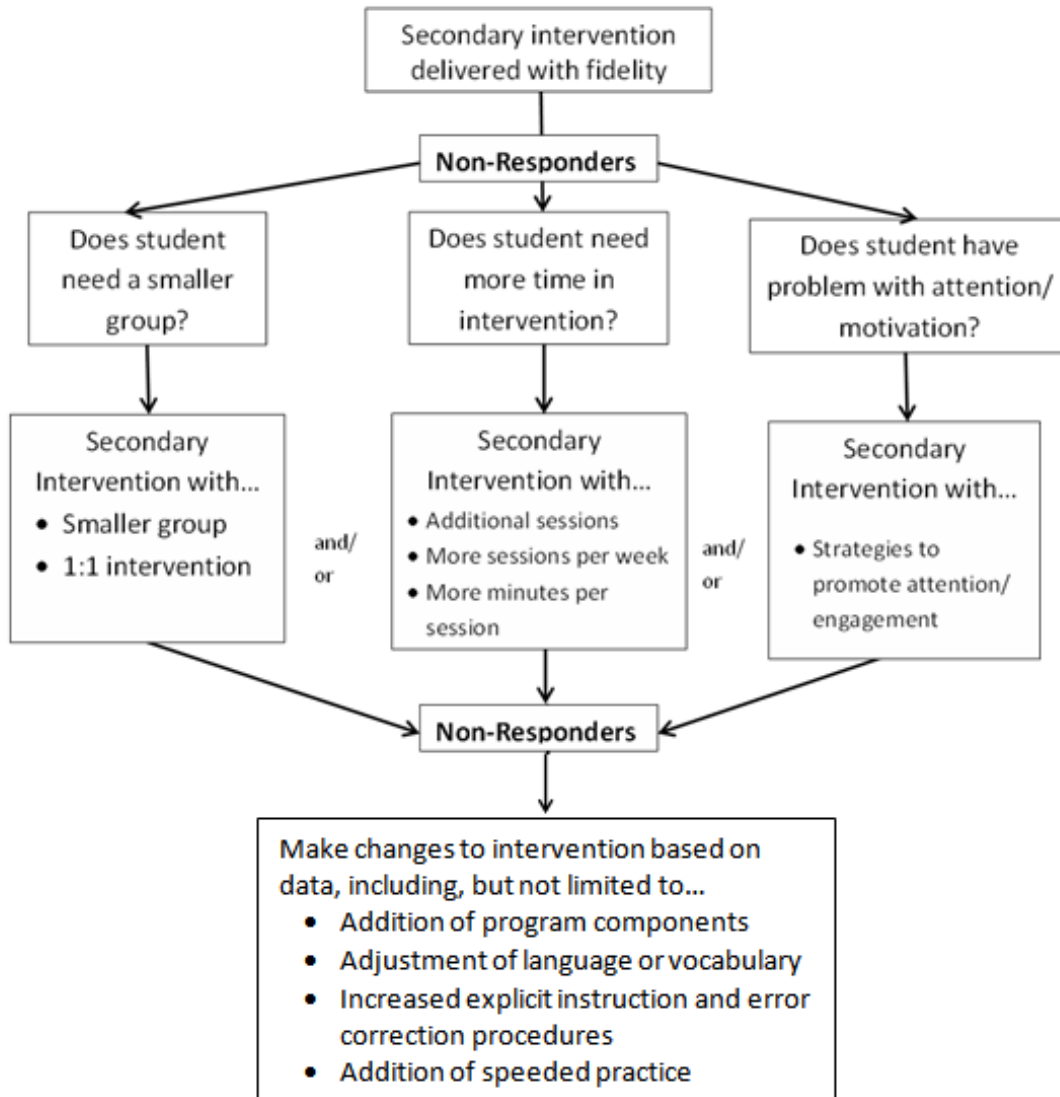 Secondary intervention
delivered with fidelity
Non-Responders
Does student
need a smaller
group?
Does student need
more time in
intervention?
Does student have
problem with attention/
motivation?
Secondary
Intervention with…
• Smaller group
• 1:1 intervention
and/
or
Secondary
Intervention with…
• Additional sessions
• More sessions per week
• More minutes per
session
and/
or
Secondary
Intervention with…
• Strategies to
promote attention/
engagement
Non-Responders
Make changes to intervention based on
data, including, but not limited to…
• Addition of program components
• Adjustment of language or vocabulary
• Increased explicit instruction and error
correction procedures
• Addition of speeded practice